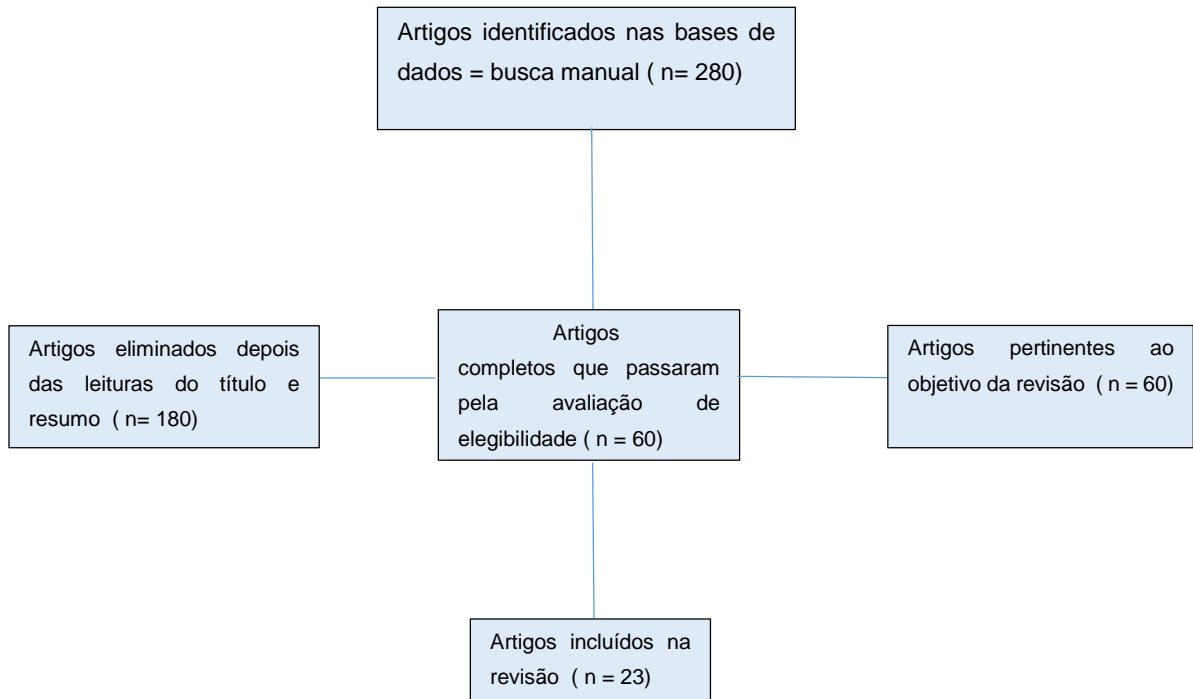 Artigos identificados nas bases de
dados = busca manual ( n= 280)
Artigos eliminados depois
das leituras do título e
resumo ( n= 180)
Artigos
completos que passaram
pela avaliação de
elegibilidade ( n = 60)
Artigos pertinentes ao
objetivo da revisão ( n = 60)
Artigos incluídos na
revisão ( n = 23)